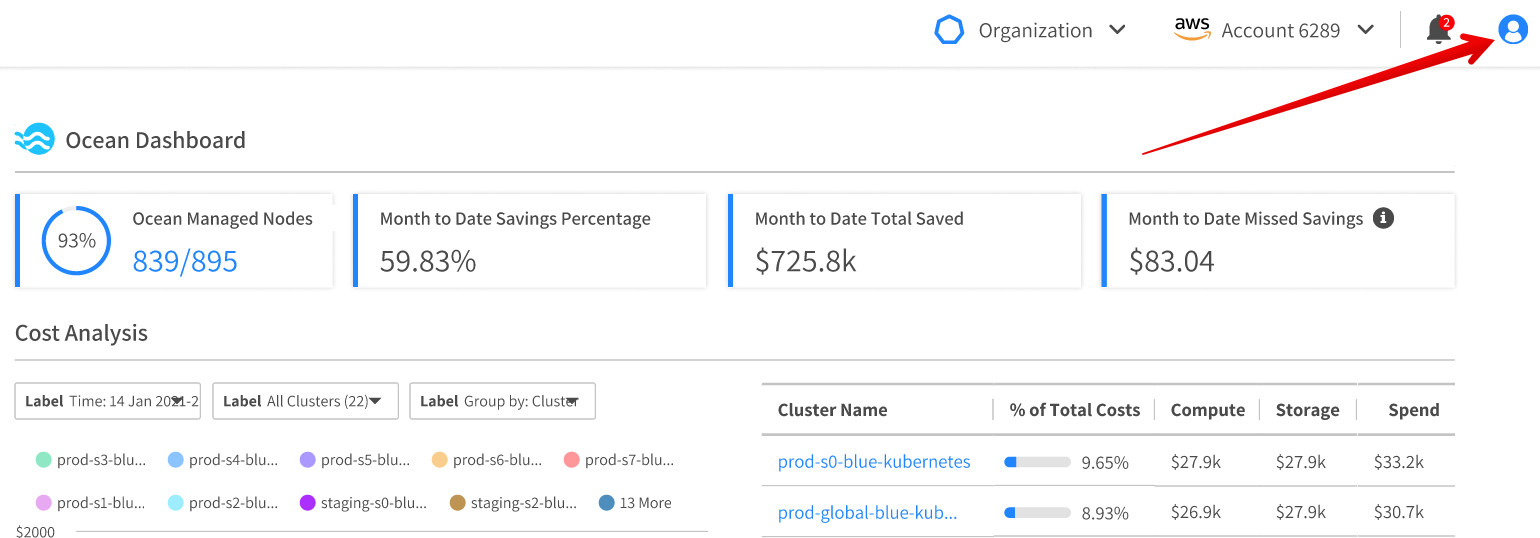 Organization aws Account 6289 2
Ocean Dashboard
93% Ocean Managed Nodes
839/895
Month to Date Savings Percentage
59.83%
Month to Date Total Saved
$725.8k
Month to Date Missed Savings i
$83.04
Cost Analysis
Label Time: 14 Jan 2021-2
Label All Clusters (22)
Label Group by: Cluster
prod-s3-blu... prod-s4-blu... prod-s5-blu... prod-s6-blu... prod-s7-blu...
prod-s1-blu... prod-s2-blu... staging-s0-blu... staging-s2-blu... 13 More
$2000
Cluster Name % of Total Costs Compute Storage Spend
prod-s0-blue-kubernetes 9.65% $27.9k $27.9k $33.2k
prod-global-blue-kub... 8.93% $26.9k $27.9k $30.7k